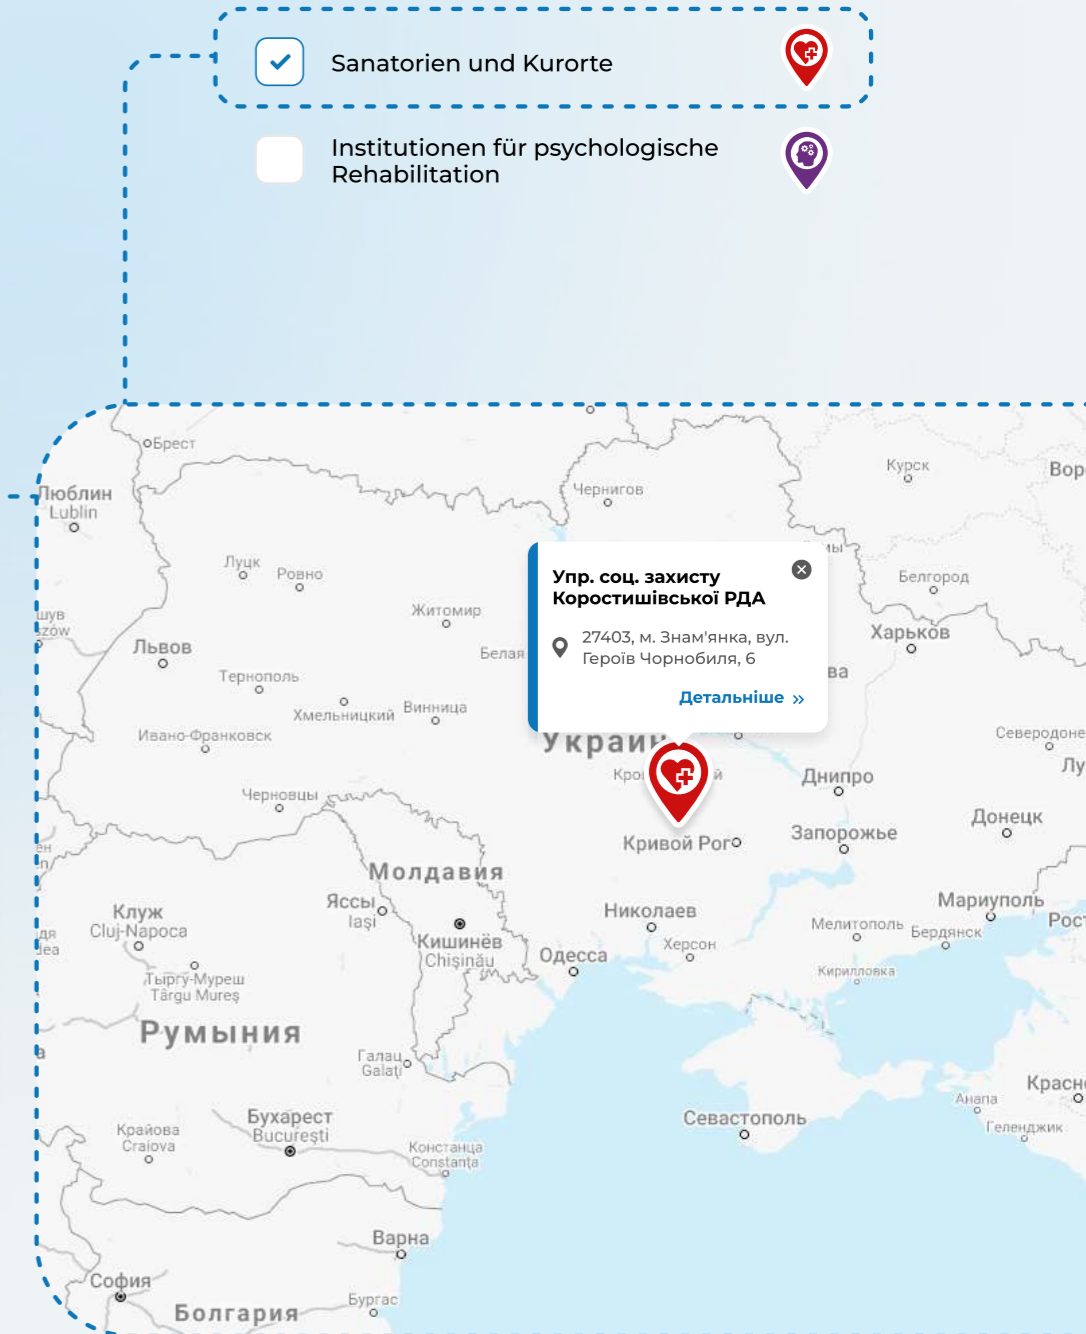 Sanatorien und Kurorte
Institutionen für psychologische
Rehabilitation
Брест
Курск
Люблин
Lublin
Чернигов
Луцк
Ровно
Белгород
Житомир
Харьков
Львов
Белая
Упр. соц. захисту
Коростишівської РДА
27403, м. Знам'янка, вул.
Героїв Чорнобиля, 6
Детальніше »
Тернополь
Хмельницкий
Винница
Ивано-Франковск
Черновцы
Днипро
Донецк
Запорожье
Кривой Рог
Молдавия
Яссы
Iași
Клуж
Cluj-Napoca
Николаев
Мариуполь
Мелитополь
Бердянск
Херсон
Кишинёв
Chișinău
Одесса
Кирилловка
Тыргу-Муреш
Târgu Mureș
Румыния
Галац
Galați
Анапа
Геленджик
Севастополь
Бухарест
București
Крайова
Craiova
Констанца
Constanța
Варна
София
Бургас
Болгария